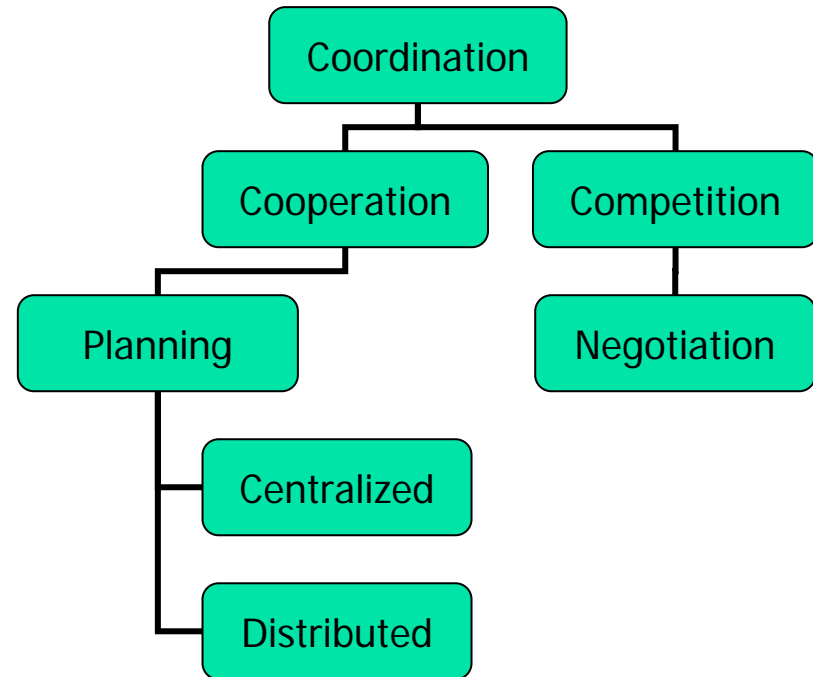 Coordination
Cooperation
Competition
Planning
Negotiation
Centralized
Distributed